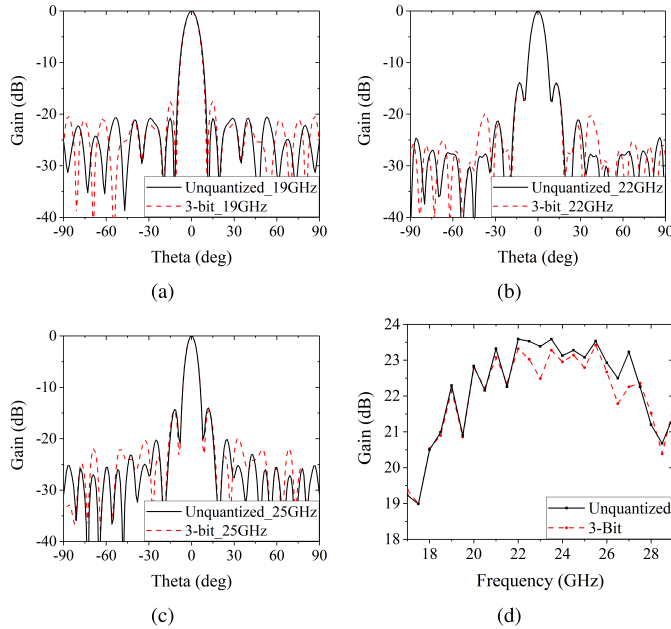 0
-10
-20
-30
-40
Gain (dB)
Unquantized_19GHz
3-bit_19GHz
-90 -60 -30 0 30 60 90
Theta (deg)
(a)
0
-10
-20
-30
-40
Gain (dB)
Unquantized_22GHz
3-bit_22GHz
-90 -60 -30 0 30 60 90
Theta (deg)
(b)
0
-10
-20
-30
-40
Gain (dB)
Unquantized_25GHz
3-bit_25GHz
-90 -60 -30 0 30 60 90
Theta (deg)
(c)
24
23
22
21
20
19
18
Gain (dB)
Unquantized
3-Bit
18 20 22 24 26 28
Frequency (GHz)
(d)